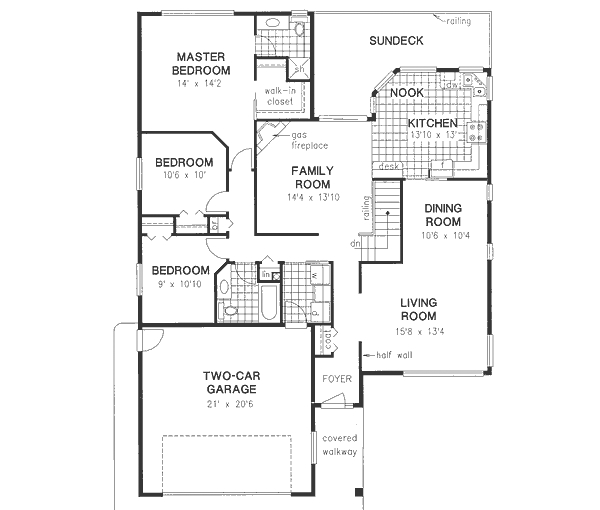 railing
SUNDECK
MASTER
BEDROOM
14' x 14'2
sh
walk-in
closet
NOOK
dw
KITCHEN
13'10 x 13'
gas
fireplace
BEDROOM
10'6 x 10'
FAMILY
ROOM
14'4 x 13'10
desk
f
railing
DINING
ROOM
10'6 x 10'4
br
dn
BEDROOM
9' x 10'10
lin
w
d
LIVING
ROOM
15'8 x 13'4
coat
half wall
TWO-CAR
GARAGE
21' x 20'6
FOYER
covered
walkway